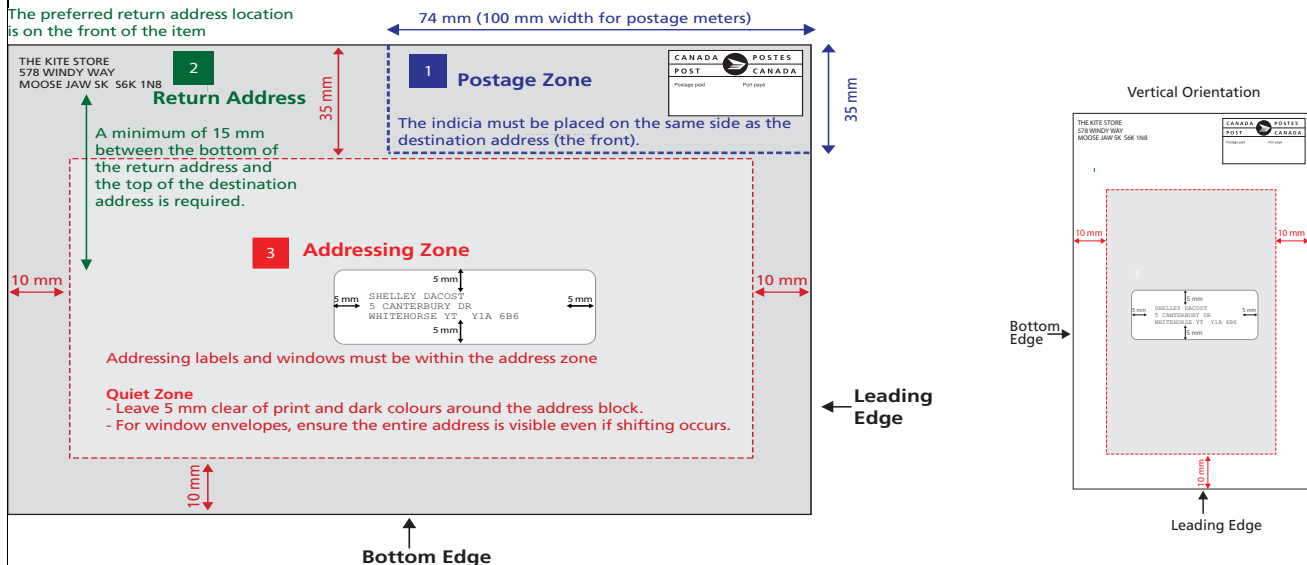 The preferred return address location
is on the front of the item
74 mm (100 mm width for postage meters)
THE KITE STORE
578 WINDY WAY
MOOSE JAW SK  S6K 1N8
2
Return Address
35 mm
1
Postage Zone
CANADA POSTES
POST CANADA
Postage paid Port payé
35 mm
The indicia must be placed on the same side as the
destination address (the front).
A minimum of 15 mm
between the bottom of
the return address and
the top of the destination
address is required.
3
Addressing Zone
10 mm
10 mm
5 mm
5 mm
5 mm
SHELLEY DACOST
5 CANTERBURY DR
WHITEHORSE YT  Y1A 6B6
5 mm
Addressing labels and windows must be within the address zone
Quiet Zone
- Leave 5 mm clear of print and dark colours around the address block.
- For window envelopes, ensure the entire address is visible even if shifting occurs.
10 mm
Leading
Edge
Bottom Edge
Vertical Orientation
THE KITE STORE
578 WINDY WAY
MOOSE JAW SK  S6K 1N8
CANADA POSTES
POST CANADA
Postage paid Port payé
10 mm
10 mm
3
5 mm
5 mm
5 mm
SHELLEY DACOST
5 CANTERBURY DR
WHITEHORSE YT  Y1A 6B6
5 mm
Bottom
Edge
10 mm
Leading Edge